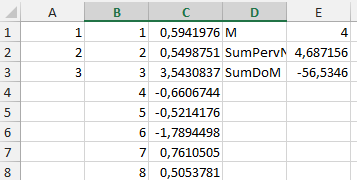 A B C D E
1 1 1 0,5941976 M 4
2 2 2 0,5498751 SumPervN 4,687156
3 3 3 3,5430837 SumDoM -56,5346
4 4 -0,6606744
5 5 -0,5214176
6 6 -1,7894498
7 7 0,7610505
8 8 0,5053781